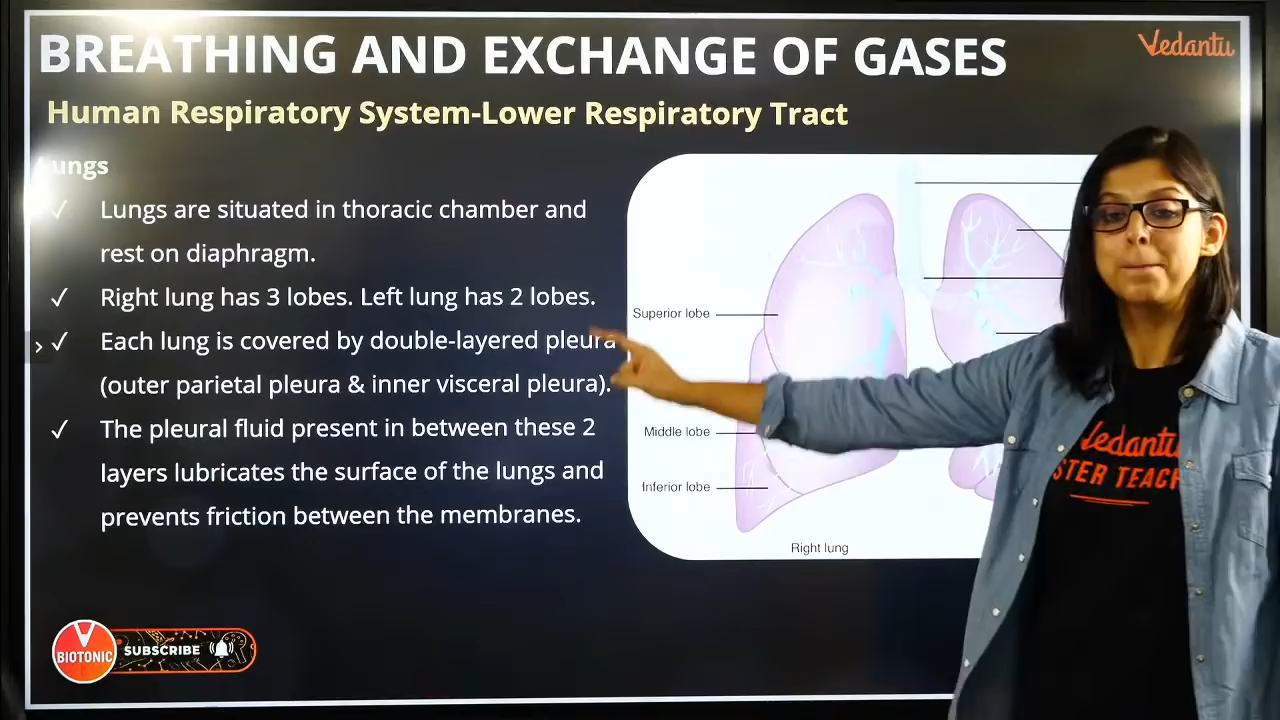 BREATHING AND EXCHANGE OF GASES
Vedantu
Human Respiratory System-Lower Respiratory Tract
Lungs
✓ Lungs are situated in thoracic chamber and
rest on diaphragm.
✓ Right lung has 3 lobes. Left lung has 2 lobes.
✓ Each lung is covered by double-layered pleura
(outer parietal pleura & inner visceral pleura).
✓ The pleural fluid present in between these 2
layers lubricates the surface of the lungs and
prevents friction between the membranes.
Superior lobe
Middle lobe
Inferior lobe
Right lung
Vedantu
STER TEACH
V
BIOTONIC
SUBSCRIBE